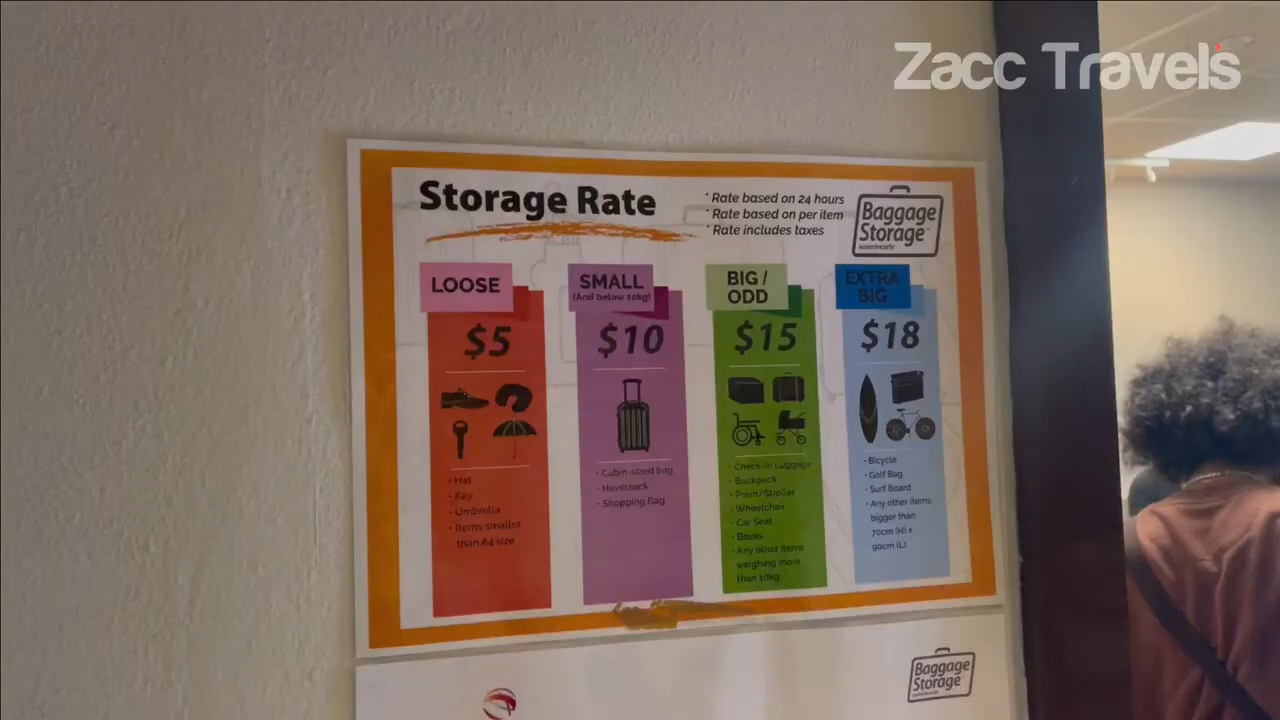 Zacc Travels
Storage Rate
* Rate based on 24 hours
* Rate based on per item
* Rate includes taxes
Baggage
Storage
LOOSE
$5
• Hat
• Key
• Umbrella
• Items smaller
than A4 size
SMALL
(And below 10kg)
$10
• Cabin-sized bag
• Haversack
• Shopping Bag
BIG /
ODD
$15
• Check-in Luggage
• Backpack
• Pram/Stroller
• Wheelchair
• Car Seat
• Boxes
• Any other items
weighing more
than 10kg
EXTRA
BIG
$18
• Bicycle
• Golf Bag
• Surf Board
• Any other items
bigger than
70cm (H) x
90cm (L)
Baggage
Storage